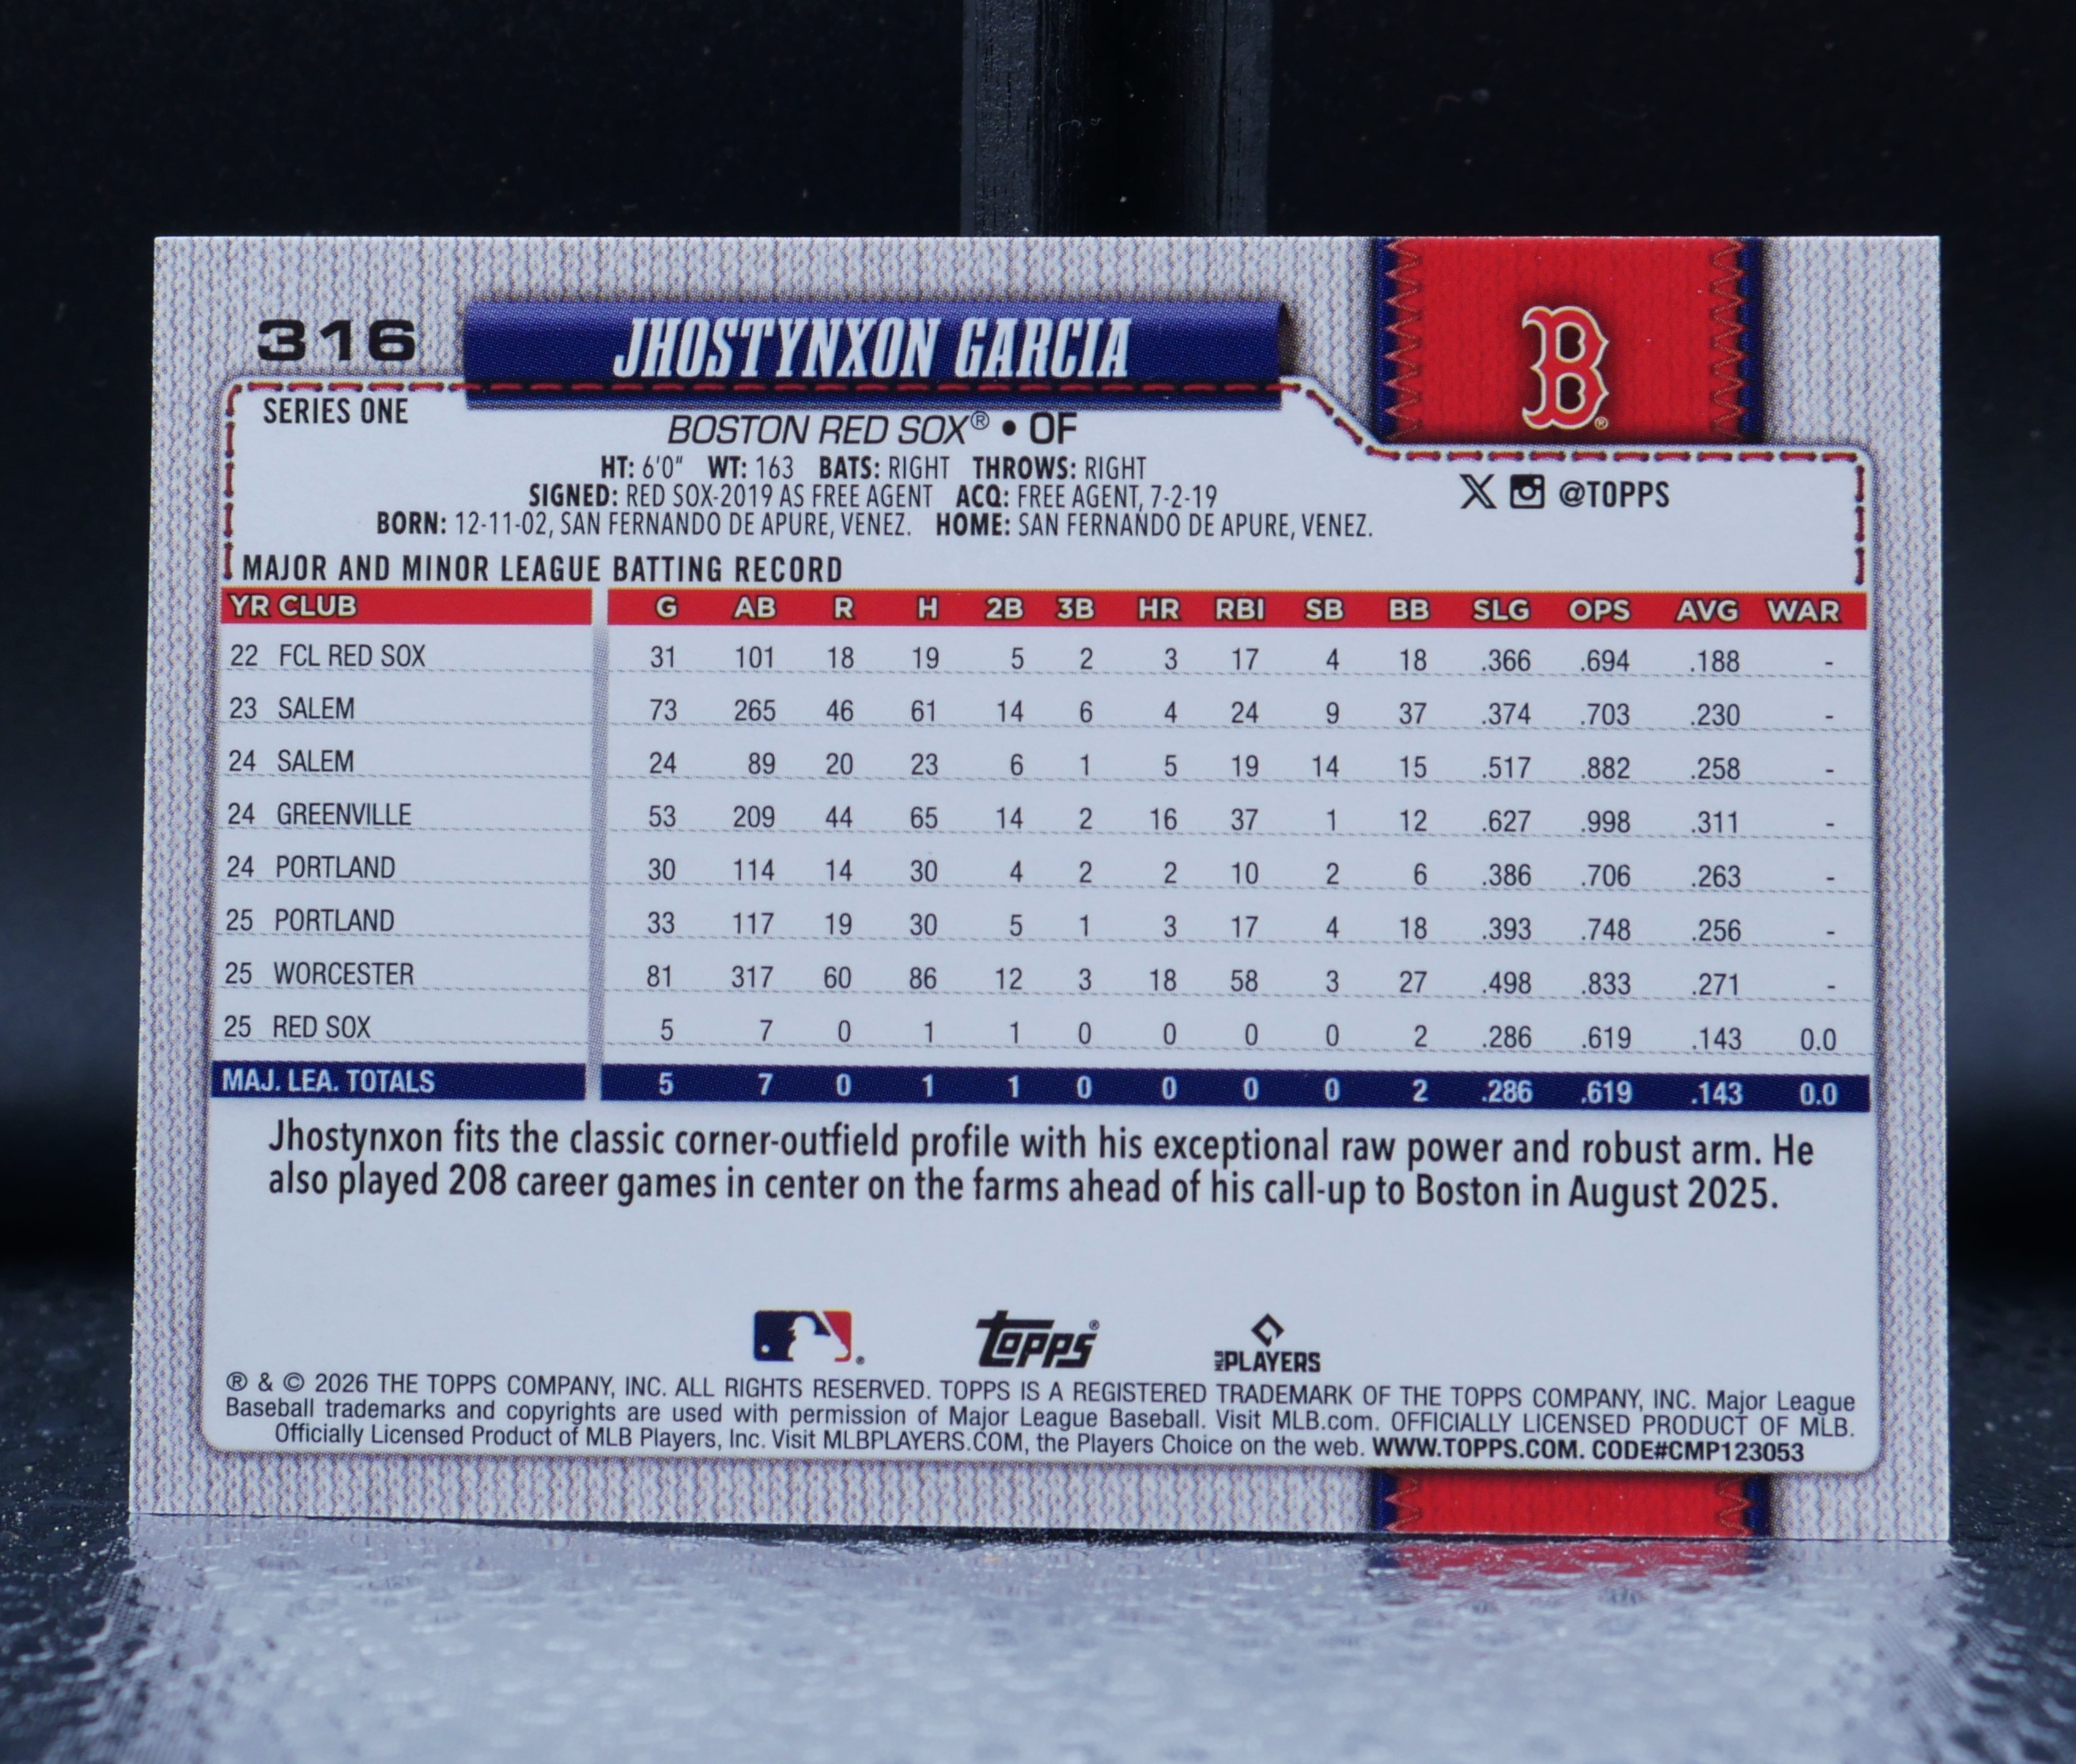 316
JHOSTYNXON GARCIA
B®
SERIES ONE
BOSTON RED SOX® • OF
HT: 6'0" WT: 163 BATS: RIGHT THROWS: RIGHT
SIGNED: RED SOX-2019 AS FREE AGENT ACQ: FREE AGENT, 7-2-19
BORN: 12-11-02, SAN FERNANDO DE APURE, VENEZ. HOME: SAN FERNANDO DE APURE, VENEZ.
X @TOPPS
MAJOR AND MINOR LEAGUE BATTING RECORD
YR CLUB G AB R H 2B 3B HR RBI SB BB SLG OPS AVG WAR
22 FCL RED SOX 31 101 18 19 5 2 3 17 4 18 .366 .694 .188 -
23 SALEM 73 265 46 61 14 6 4 24 9 37 .374 .703 .230 -
24 SALEM 24 89 20 23 6 1 5 19 14 15 .517 .882 .258 -
24 GREENVILLE 53 209 44 65 14 2 16 37 1 12 .627 .998 .311 -
24 PORTLAND 30 114 14 30 4 2 2 10 2 6 .386 .706 .263 -
25 PORTLAND 33 117 19 30 5 1 3 17 4 18 .393 .748 .256 -
25 WORCESTER 81 317 60 86 12 3 18 58 3 27 .498 .833 .271 -
25 RED SOX 5 7 0 1 1 0 0 0 0 2 .286 .619 .143 0.0
MAJ. LEA. TOTALS 5 7 0 1 1 0 0 0 0 2 .286 .619 .143 0.0
Jhostynxon fits the classic corner-outfield profile with his exceptional raw power and robust arm. He
also played 208 career games in center on the farms ahead of his call-up to Boston in August 2025.
topps®
MLB PLAYERS
® & © 2026 THE TOPPS COMPANY, INC. ALL RIGHTS RESERVED. TOPPS IS A REGISTERED TRADEMARK OF THE TOPPS COMPANY, INC. Major League
Baseball trademarks and copyrights are used with permission of Major League Baseball. Visit MLB.com. OFFICIALLY LICENSED PRODUCT OF MLB.
Officially Licensed Product of MLB Players, Inc. Visit MLBPLAYERS.COM, the Players Choice on the web. WWW.TOPPS.COM. CODE#CMP123053